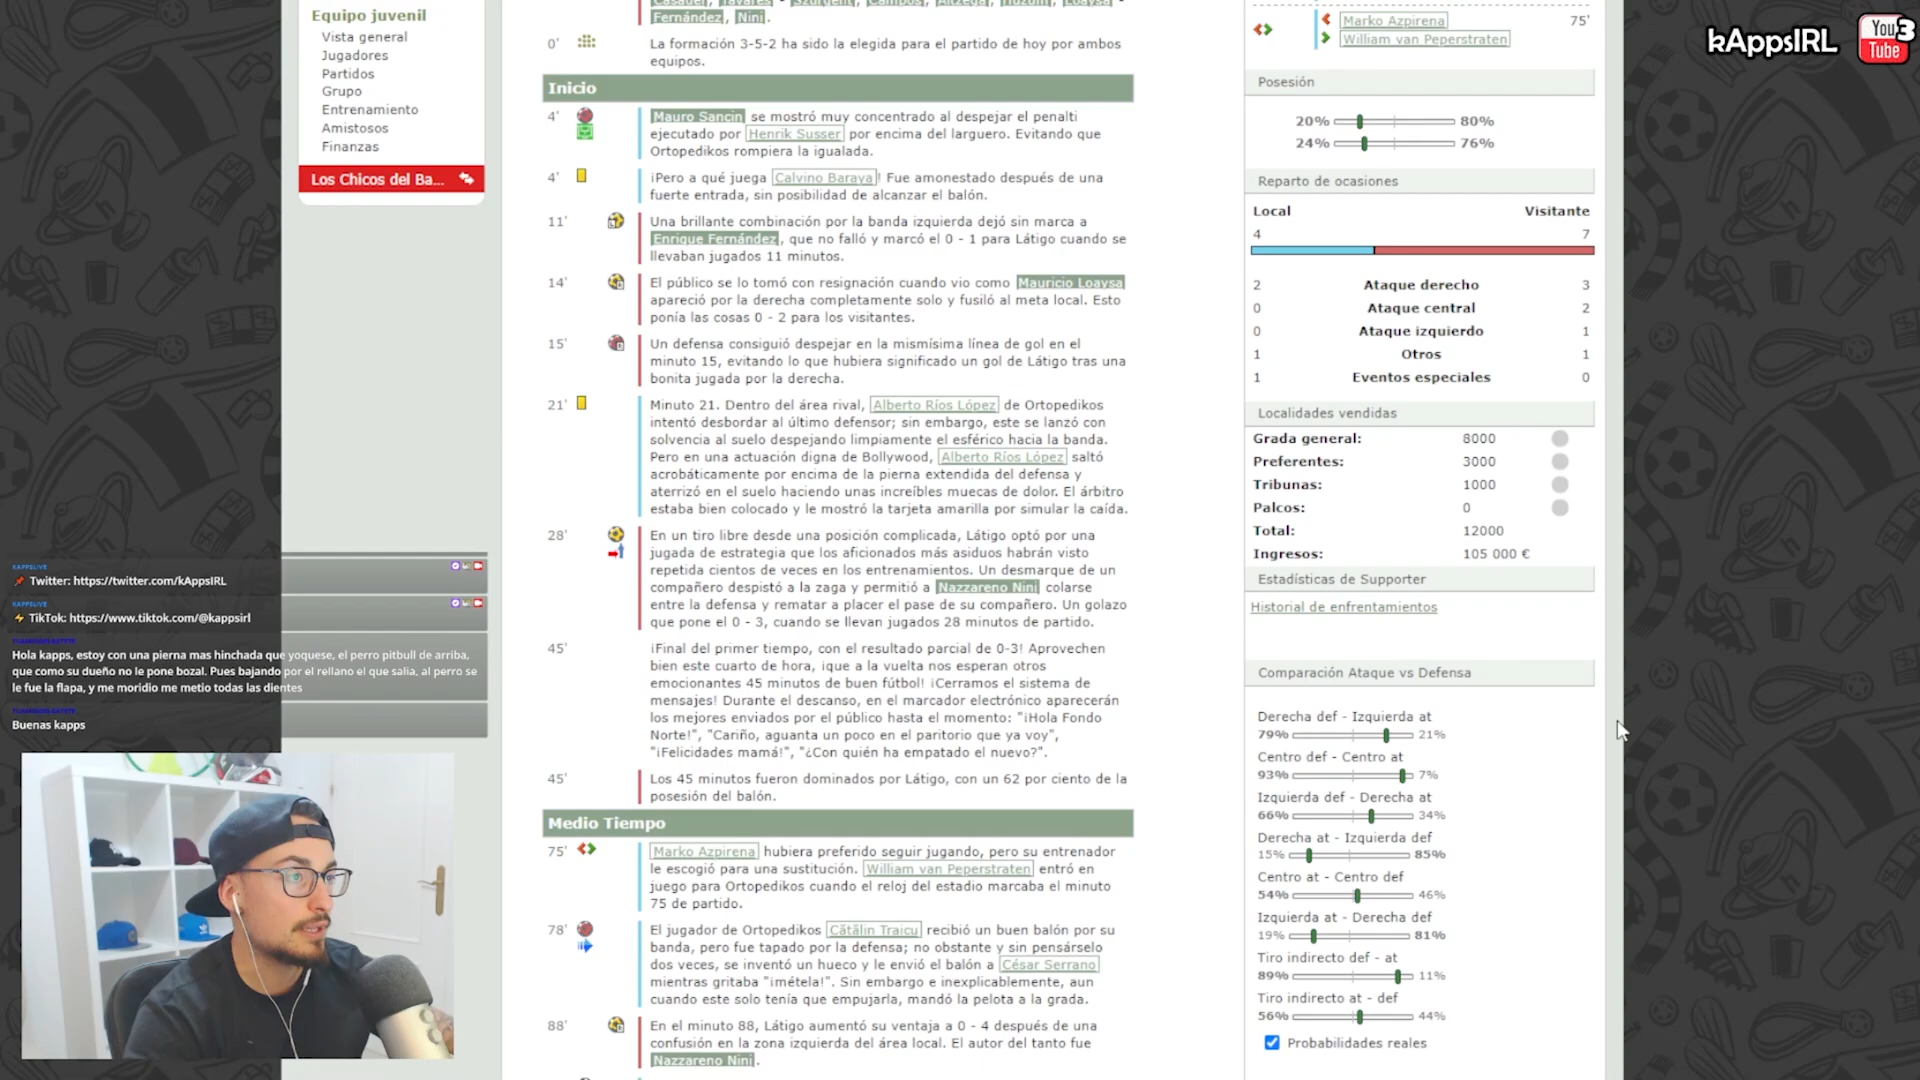 Equipo juvenil
Vista general
Jugadores
Partidos
Grupo
Entrenamiento
Amistosos
Finanzas
Los Chicos del Ba...
Fernández, Nini.
0' La formación 3-5-2 ha sido la elegida para el partido de hoy por ambos
equipos.
Inicio
4' Mauro Sancin se mostró muy concentrado al despejar el penalti
ejecutado por Henrik Susser por encima del larguero. Evitando que
Ortopedikos rompiera la igualada.
4' ¡Pero a qué juega Calvino Baraya! Fue amonestado después de una
fuerte entrada, sin posibilidad de alcanzar el balón.
11' Una brillante combinación por la banda izquierda dejó sin marca a
Enrique Fernández, que no falló y marcó el 0 - 1 para Látigo cuando se
llevaban jugados 11 minutos.
14' El público se lo tomó con resignación cuando vio como Mauricio Loaysa
apareció por la derecha completamente solo y fusiló al meta local. Esto
ponía las cosas 0 - 2 para los visitantes.
15' Un defensa consiguió despejar en la mismísima línea de gol en el
minuto 15, evitando lo que hubiera significado un gol de Látigo tras una
bonita jugada por la derecha.
21' Minuto 21. Dentro del área rival, Alberto Ríos López de Ortopedikos
intentó desbordar al último defensor; sin embargo, este se lanzó con
solvencia al suelo despejando limpiamente el esférico hacia la banda.
Pero en una actuación digna de Bollywood, Alberto Ríos López saltó
acrobáticamente por encima de la pierna extendida del defensa y
aterrizó en el suelo haciendo unas increíbles muecas de dolor. El árbitro
estaba bien colocado y le mostró la tarjeta amarilla por simular la caída.
28' En un tiro libre desde una posición complicada, Látigo optó por una
jugada de estrategia que los aficionados más asiduos habrán visto
repetida cientos de veces en los entrenamientos. Un desmarque de un
compañero despistó a la zaga y permitió a Nazzareno Nini colarse
entre la defensa y rematar a placer el pase de su compañero. Un golazo
que pone el 0 - 3, cuando se llevan jugados 28 minutos de partido.
45' ¡Final del primer tiempo, con el resultado parcial de 0-3! Aprovechen
bien este cuarto de hora, ¡que a la vuelta nos esperan otros
emocionantes 45 minutos de buen fútbol! ¡Cerramos el sistema de
mensajes! Durante el descanso, en el marcador electrónico aparecerán
los mejores enviados por el público hasta el momento: "¡Hola Fondo
Norte!", "Cariño, aguanta un poco en el paritorio que ya voy",
"¡Felicidades mamá!", "¿Con quién ha empatado el nuevo?".
45' Los 45 minutos fueron dominados por Látigo, con un 62 por ciento de la
posesión del balón.
Medio Tiempo
75' Marko Azpirena hubiera preferido seguir jugando, pero su entrenador
le escogió para una sustitución. William van Peperstraten entró en
juego para Ortopedikos cuando el reloj del estadio marcaba el minuto
75 de partido.
78' El jugador de Ortopedikos Cătălin Traicu recibió un buen balón por su
banda, pero fue tapado por la defensa; no obstante y sin pensárselo
dos veces, se inventó un hueco y le envió el balón a César Serrano
mientras gritaba "¡métela!". Sin embargo e inexplicablemente, aun
cuando este solo tenía que empujarla, mandó la pelota a la grada.
88' En el minuto 88, Látigo aumentó su ventaja a 0 - 4 después de una
confusión en la zona izquierda del área local. El autor del tanto fue
Nazzareno Nini.
Marko Azpirena 75'
William van Peperstraten
Posesión
20% 80%
24% 76%
Reparto de ocasiones
Local Visitante
4 7
2 Ataque derecho 3
0 Ataque central 2
0 Ataque izquierdo 1
1 Otros 1
1 Eventos especiales 0
Localidades vendidas
Grada general: 8000
Preferentes: 3000
Tribunas: 1000
Palcos: 0
Total: 12000
Ingresos: 105 000 €
Estadísticas de Supporter
Historial de enfrentamientos
Comparación Ataque vs Defensa
Derecha def - Izquierda at
79% 21%
Centro def - Centro at
93% 7%
Izquierda def - Derecha at
66% 34%
Derecha at - Izquierda def
15% 85%
Centro at - Centro def
54% 46%
Izquierda at - Derecha def
19% 81%
Tiro indirecto def - at
89% 11%
Tiro indirecto at - def
56% 44%
Probabilidades reales
kAppsIRL
You Tube 3
KAPPSLIVE
Twitter: https://twitter.com/kAppsIRL
KAPPSLIVE
TikTok: https://www.tiktok.com/@kappsirl
Hola kapps, estoy con una pierna mas hinchada que yoquese, el perro pitbull de arriba,
que como su dueño no le pone bozal. Pues bajando por el rellano el que salia, al perro se
le fue la flapa, y me moridio me metio todas las dientes
Buenas kapps